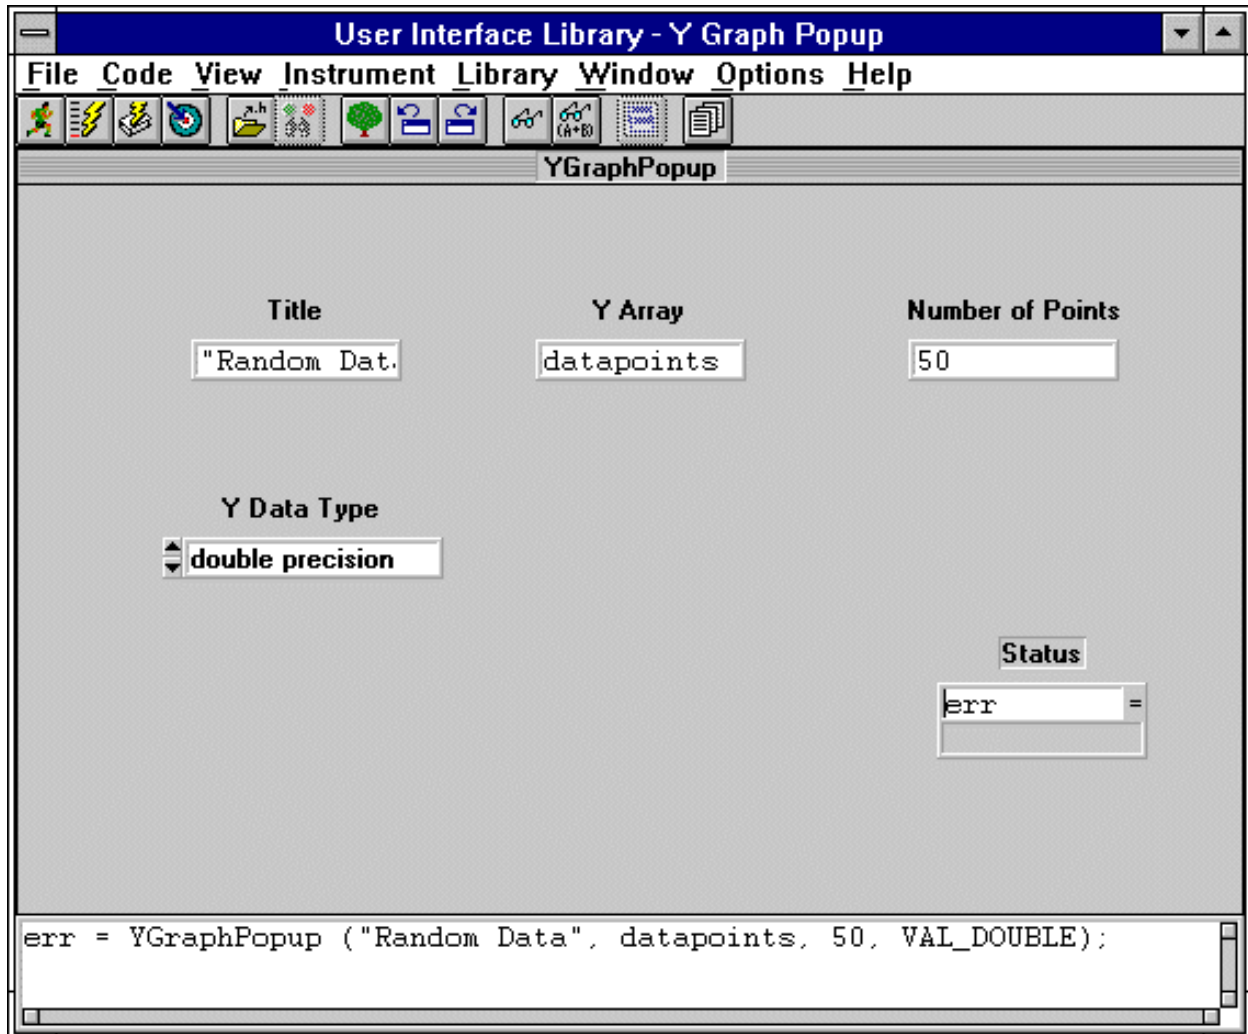 User Interface Library - Y Graph Popup
File Code View Instrument Library Window Options Help
.h
(A+B)
YGraphPopup
Title Y Array Number of Points
"Random Dat datapoints 50
Y Data Type
double precision
Status
err =
err = YGraphPopup ("Random Data", datapoints, 50, VAL_DOUBLE);